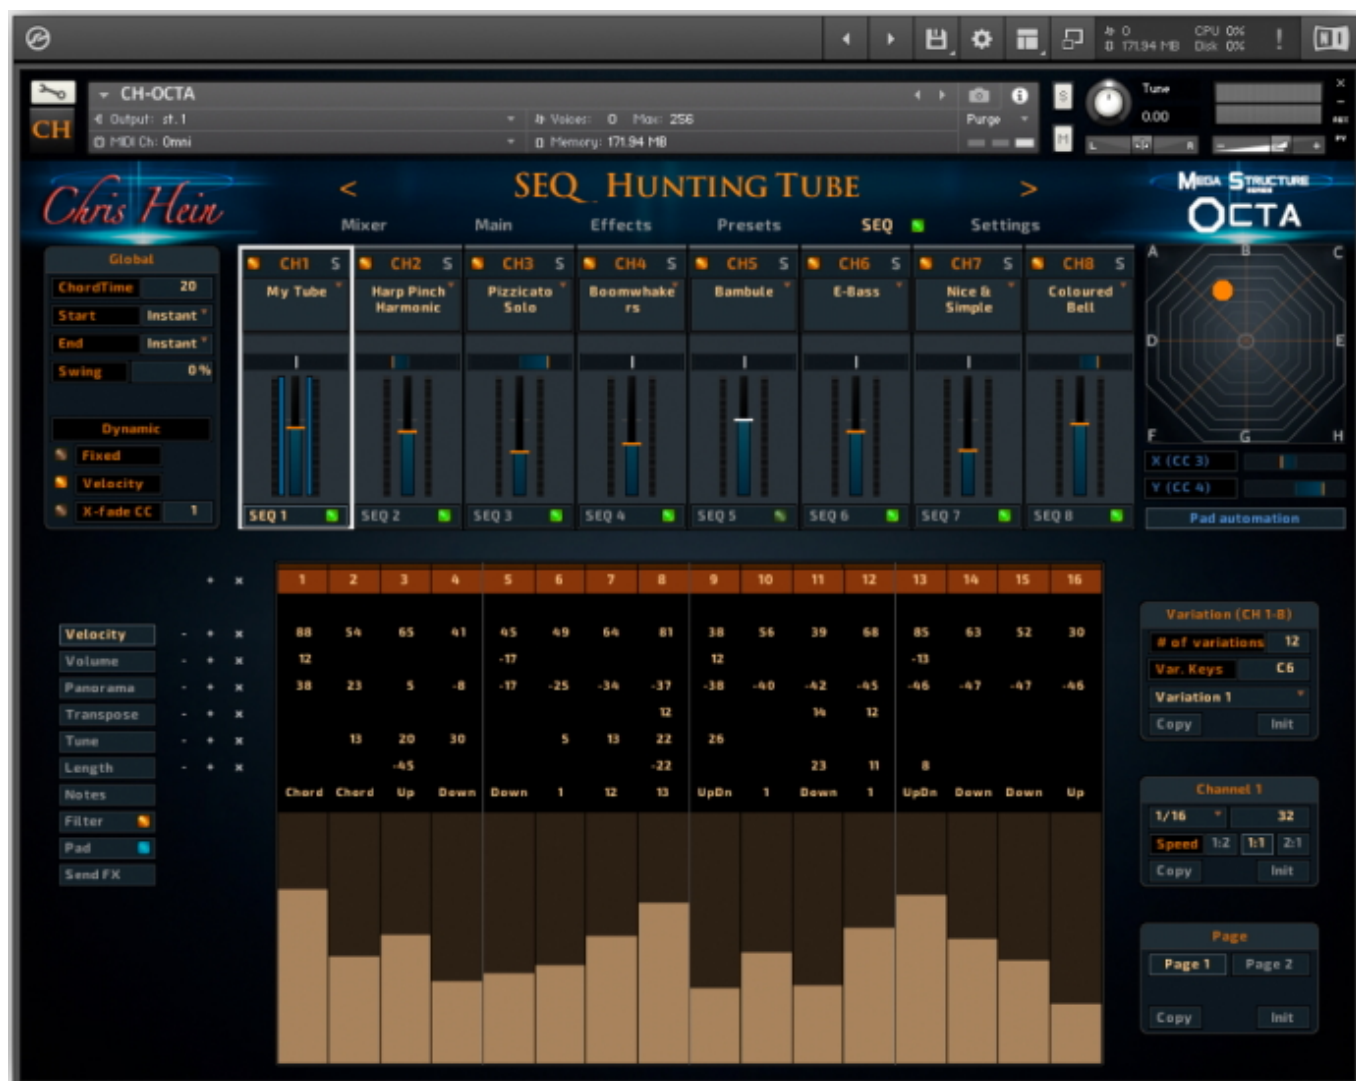 0 CPU 0%
171.94 MB Disk 0% !
CH-OCTA
Output: st.1 Voices: 0 Max: 256 Purge
MIDI Ch: Omni Memory: 171.94 MB
CH
S
M
Tune
0.00
L R
- +
AUX
PV
Chris Hein
< SEQ_ Hunting Tube >
Mixer Main Effects Presets SEQ Settings
Mega Structure
Series
OCTA
Global
ChordTime 20
Start Instant
End Instant
Swing 0%
Dynamic
Fixed
Velocity
X-fade CC 1
CH1 S CH2 S CH3 S CH4 S CH5 S CH6 S CH7 S CH8 S
My Tube Harp Pinch Pizzicato Boomwhake Bambule E-Bass Nice & Coloured
Harmonic Solo rs Simple Bell
SEQ 1 SEQ 2 SEQ 3 SEQ 4 SEQ 5 SEQ 6 SEQ 7 SEQ 8
A B C
D E
F G H
X (CC 3)
Y (CC 4)
Pad automation
+ × 1 2 3 4 5 6 7 8 9 10 11 12 13 14 15 16
Velocity - + × 88 54 65 41 45 49 64 81 38 56 39 68 85 63 52 30
Volume - + × 12 -17 12 -13
Panorama - + × 38 23 5 -8 -17 -25 -34 -37 -38 -40 -42 -45 -46 -47 -47 -46
Transpose - + × 12 14 12
Tune - + × 13 20 30 5 13 22 26
Length - + × -45 -22 23 11 8
Notes Chord Chord Up Down Down 1 12 13 UpDn 1 Down 1 UpDn Down Down Up
Filter
Pad
Send FX
Variation (CH 1-8)
# of variations 12
Var. Keys C6
Variation 1
Copy Init
Channel 1
1/16 32
Speed 1:2 1:1 2:1
Copy Init
Page
Page 1 Page 2
Copy Init